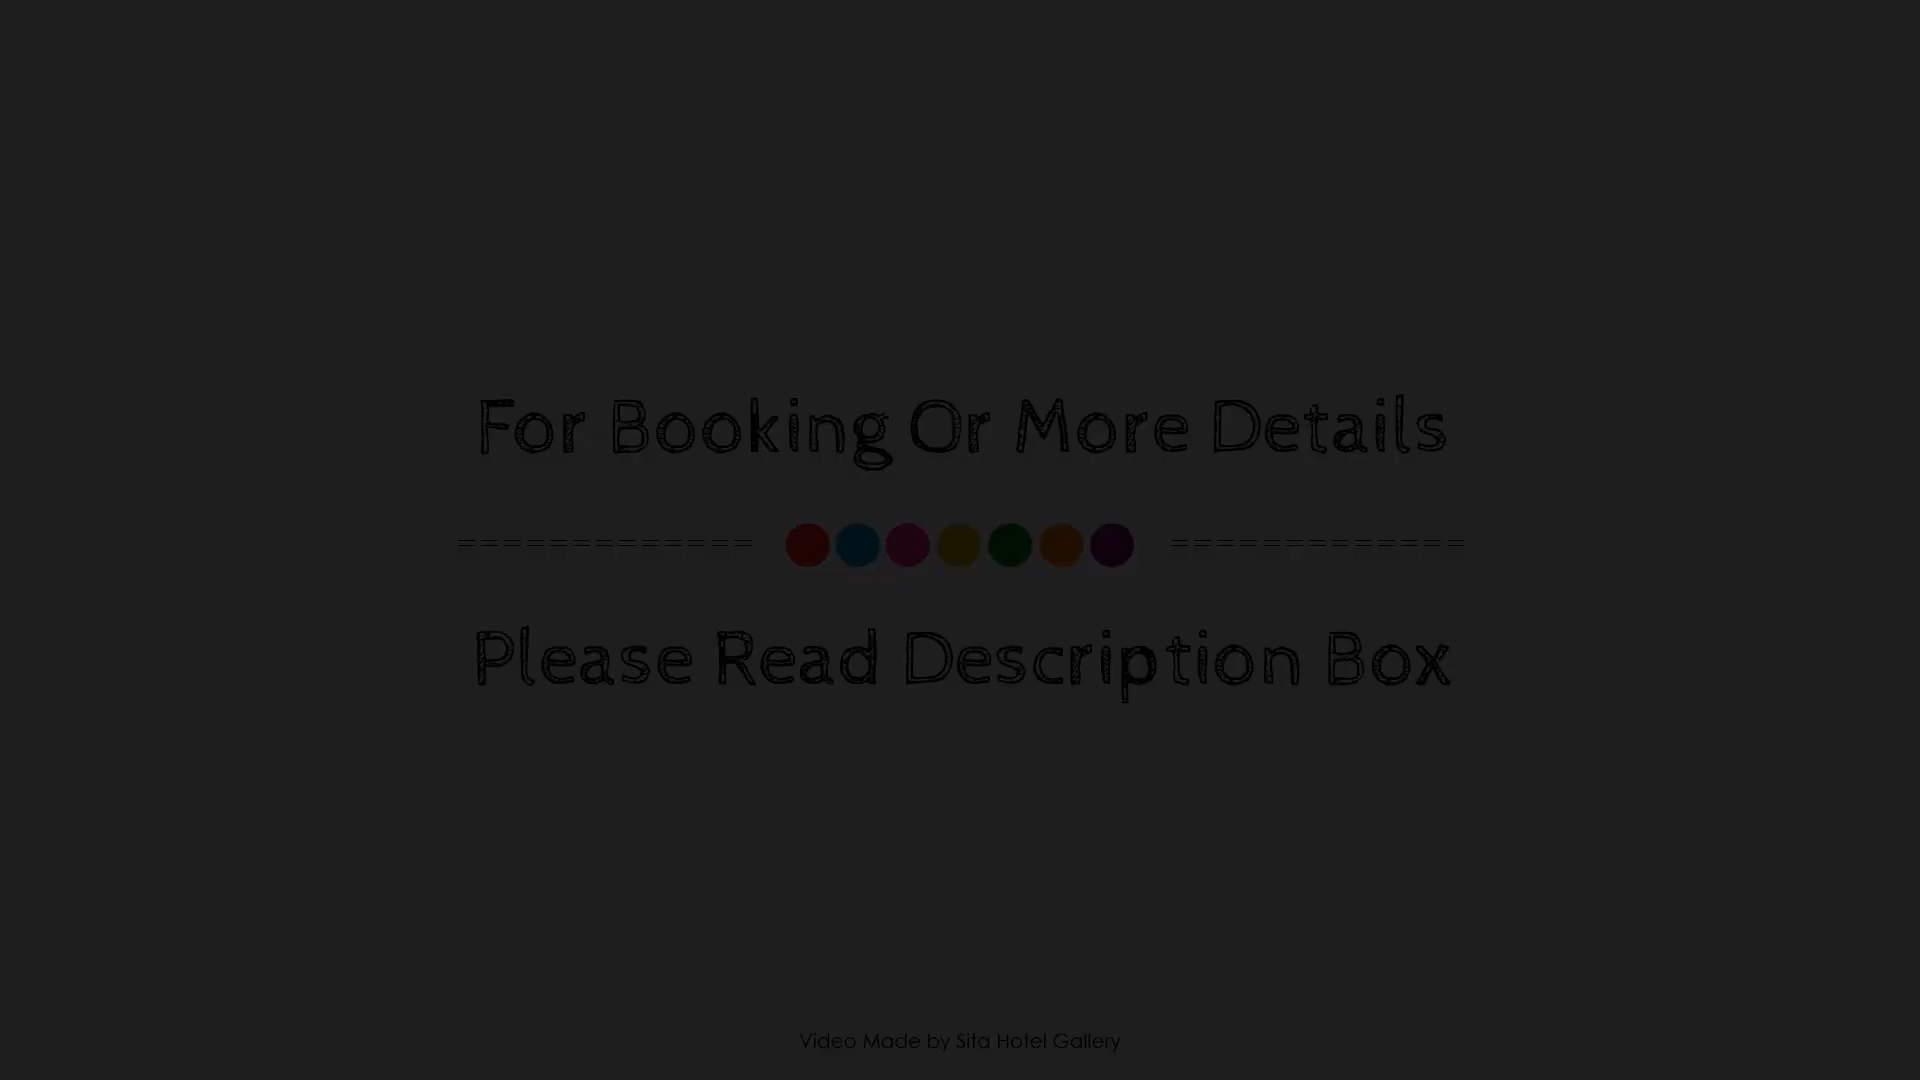 For Booking Or More Details
============= =============
Please Read Description Box
Video Made by Sita Hotel Gallery